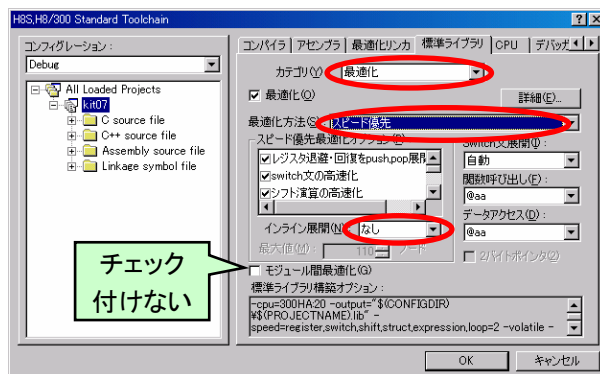 H8S,H8/300 Standard Toolchain
コンフィグレーション :
Debug
All Loaded Projects
kit07
C source file
C++ source file
Assembly source file
Linkage symbol file
コンパイラ アセンブラ 最適化リンカ 標準ライブラリ CPU デバッガ
カテゴリ(Y) : 最適化
最適化(O)
詳細(E)...
最適化方法(S) : スピード優先
スピード優先最適化オプション(P)
レジスタ退避・回復をpush,pop展開
switch文の高速化
シフト演算の高速化
インライン展開(N) : なし
最大値(M) : 110 ノード
Switch文展開(I) :
自動
関数呼び出し(F) :
@aa
データアクセス(D) :
@aa
2バイトポインタ(2)
モジュール間最適化(G)
チェック
付けない
標準ライブラリ構築オプション :
-cpu=300HA:20 -output="$(CONFIGDIR)
¥$(PROJECTNAME).lib" -
speed=register,switch,shift,struct,expression,loop=2 -volatile -
OK キャンセル